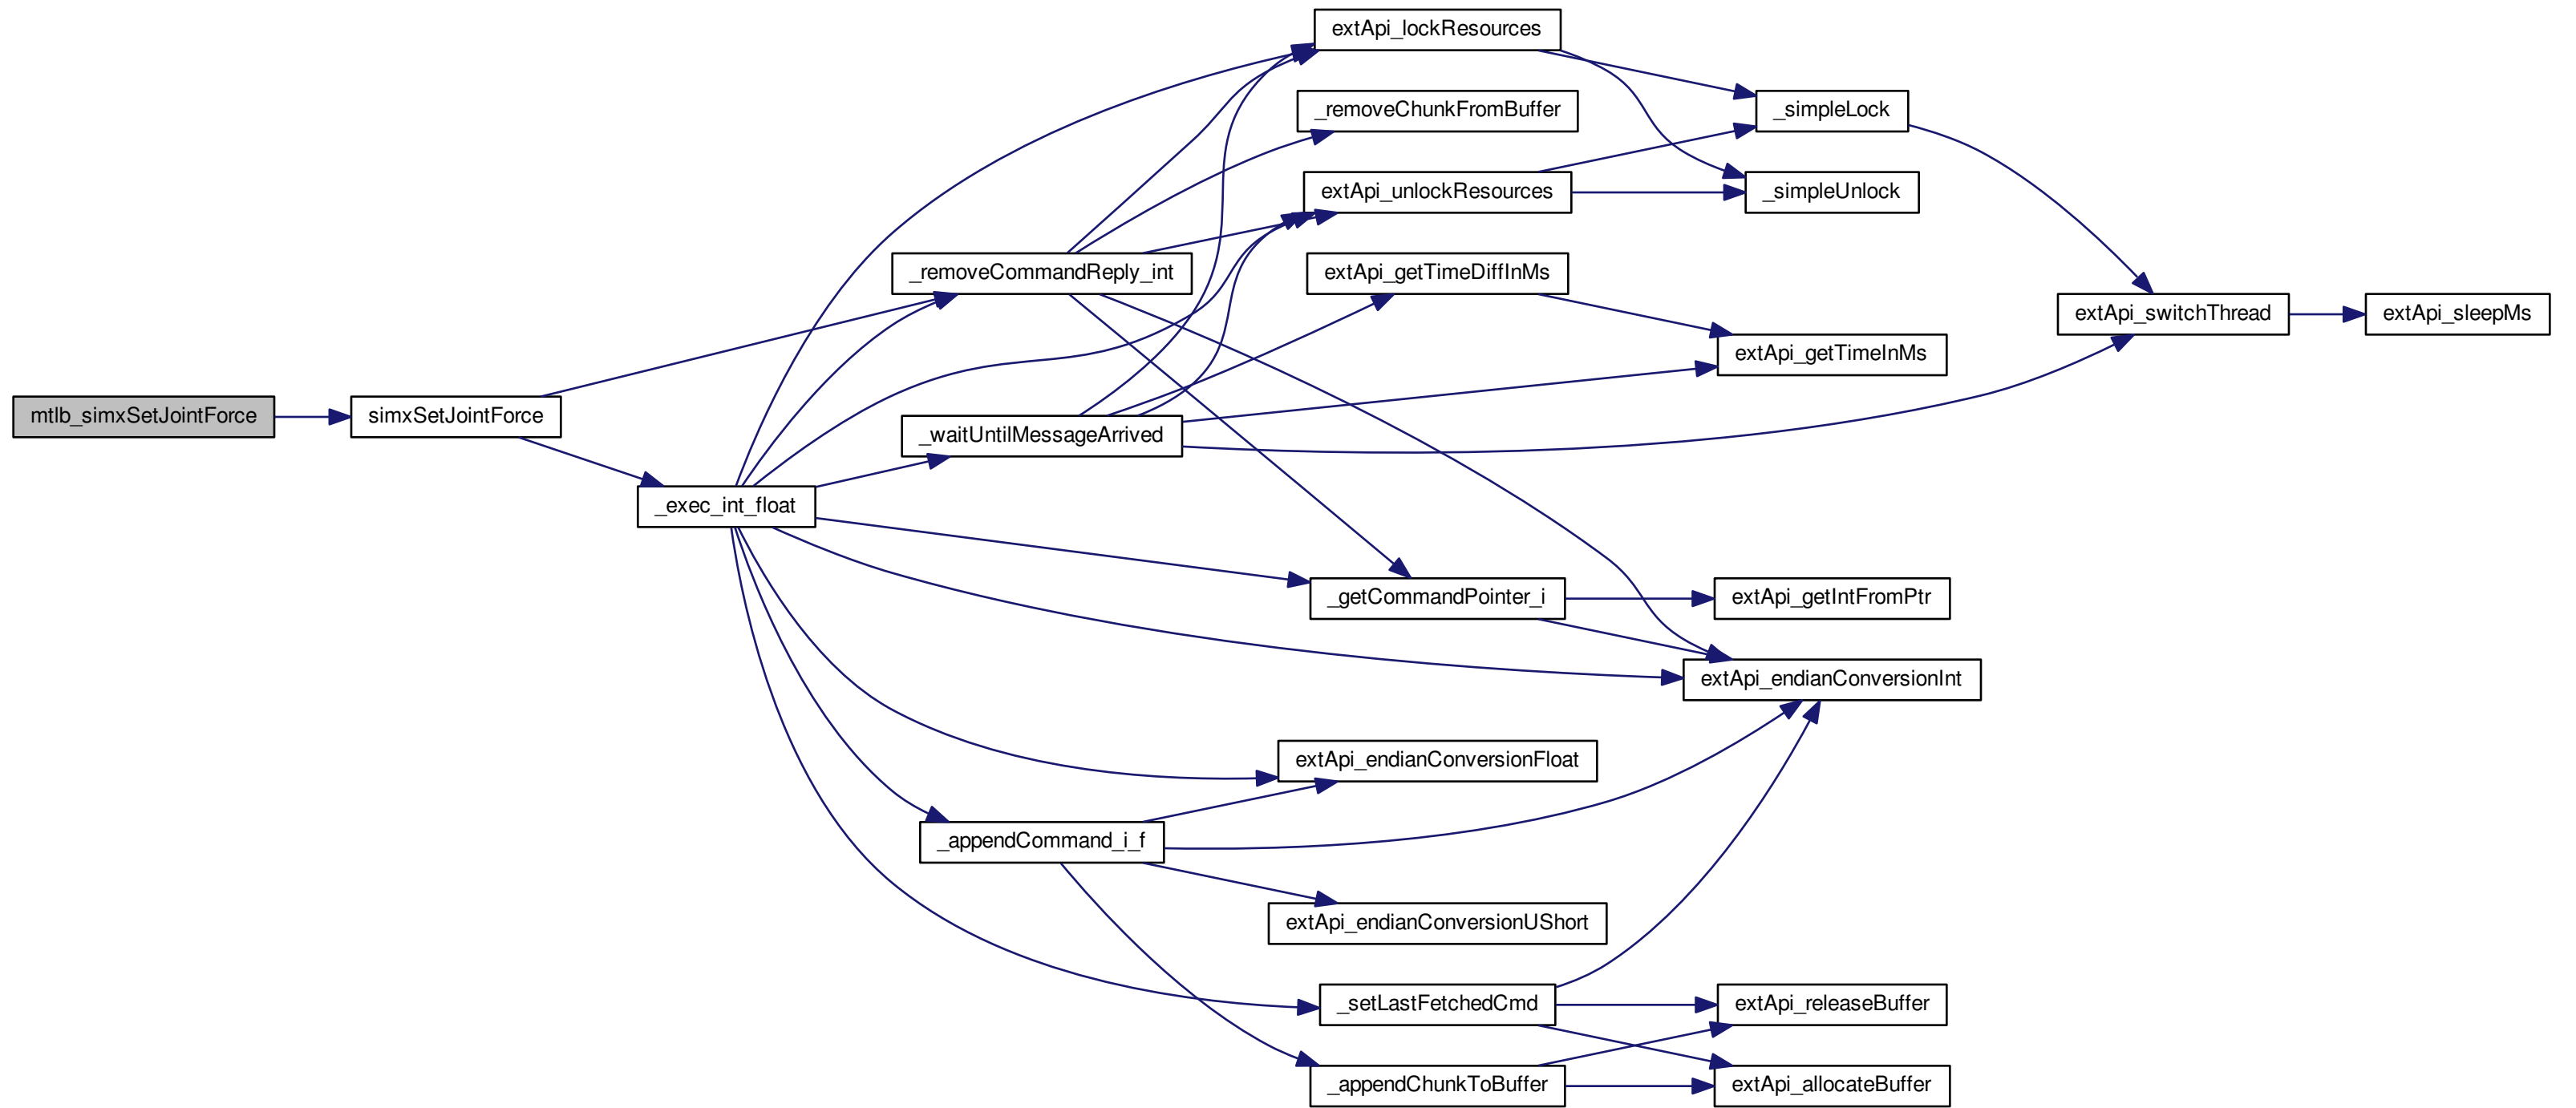 extApi_lockResources
_removeChunkFromBuffer
_simpleLock
extApi_unlockResources
_simpleUnlock
_removeCommandReply_int
extApi_getTimeDiffInMs
extApi_switchThread
extApi_sleepMs
extApi_getTimeInMs
mtlb_simxSetJointForce
simxSetJointForce
_waitUntilMessageArrived
_exec_int_float
_getCommandPointer_i
extApi_getIntFromPtr
extApi_endianConversionInt
extApi_endianConversionFloat
_appendCommand_i_f
extApi_endianConversionUShort
_setLastFetchedCmd
extApi_releaseBuffer
_appendChunkToBuffer
extApi_allocateBuffer